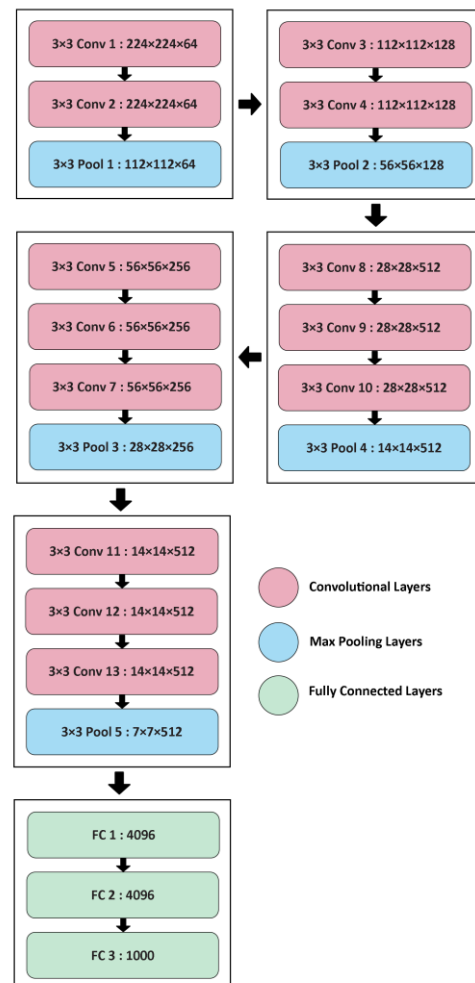 3×3 Conv 1 : 224×224×64
3×3 Conv 2 : 224×224×64
3×3 Pool 1 : 112×112×64
3×3 Conv 3 : 112×112×128
3×3 Conv 4 : 112×112×128
3×3 Pool 2 : 56×56×128
3×3 Conv 5 : 56×56×256
3×3 Conv 6 : 56×56×256
3×3 Conv 7 : 56×56×256
3×3 Pool 3 : 28×28×256
3×3 Conv 8 : 28×28×512
3×3 Conv 9 : 28×28×512
3×3 Conv 10 : 28×28×512
3×3 Pool 4 : 14×14×512
3×3 Conv 11 : 14×14×512
3×3 Conv 12 : 14×14×512
3×3 Conv 13 : 14×14×512
3×3 Pool 5 : 7×7×512
Convolutional Layers
Max Pooling Layers
Fully Connected Layers
FC 1 : 4096
FC 2 : 4096
FC 3 : 1000